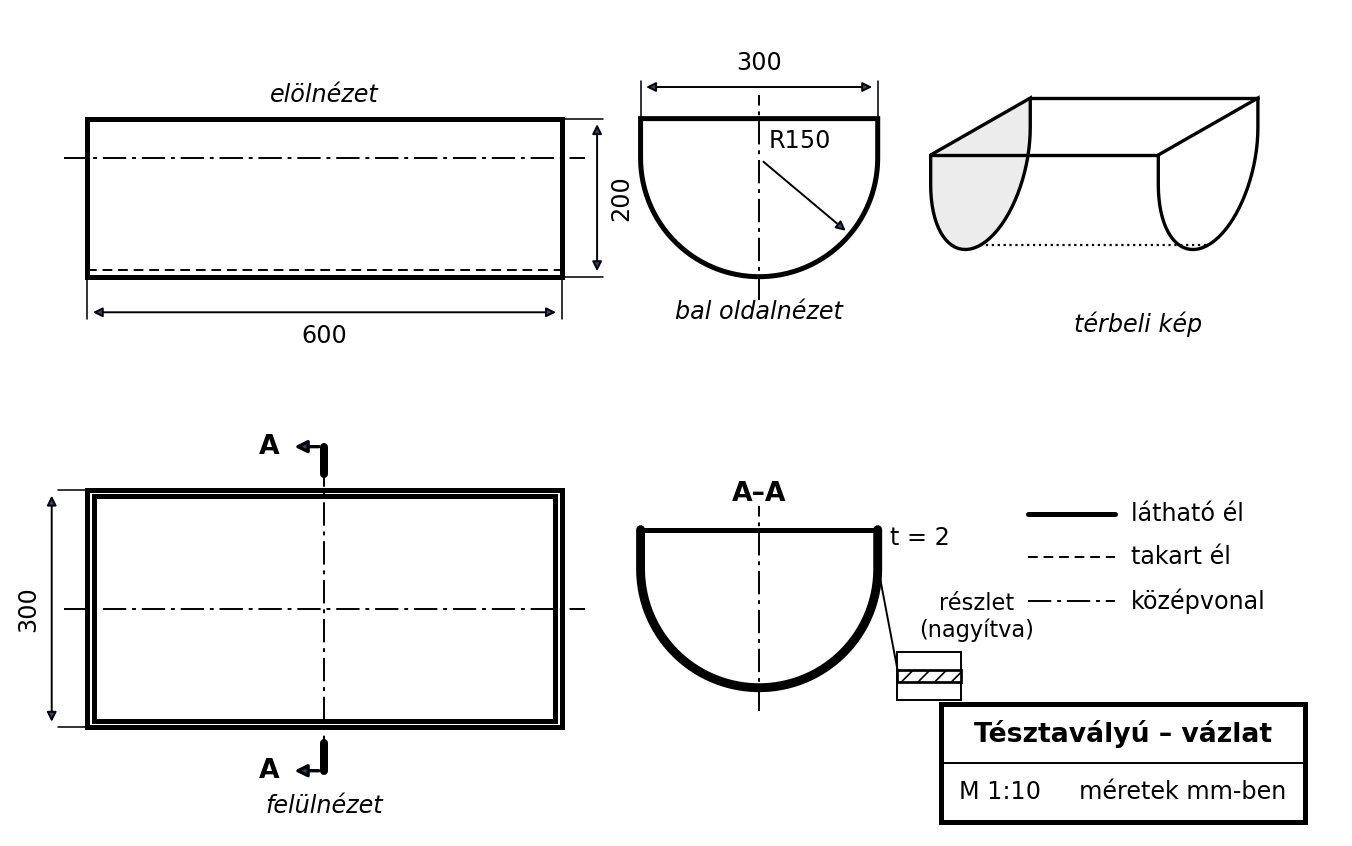 elölnézet
200
600
300
R150
bal oldalnézet
térbeli kép
A
300
A
felülnézet
A–A
t = 2
részlet
(nagyítva)
látható él
takart él
középvonal
Tésztavályú – vázlat
M 1:10 méretek mm-ben